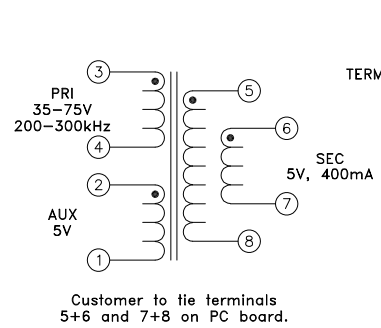 3
TERM
PRI
35-75V
200-300kHz
5
6
4
SEC
5V, 400mA
2
AUX
5V
7
8
1
Customer to tie terminals
5+6 and 7+8 on PC board.